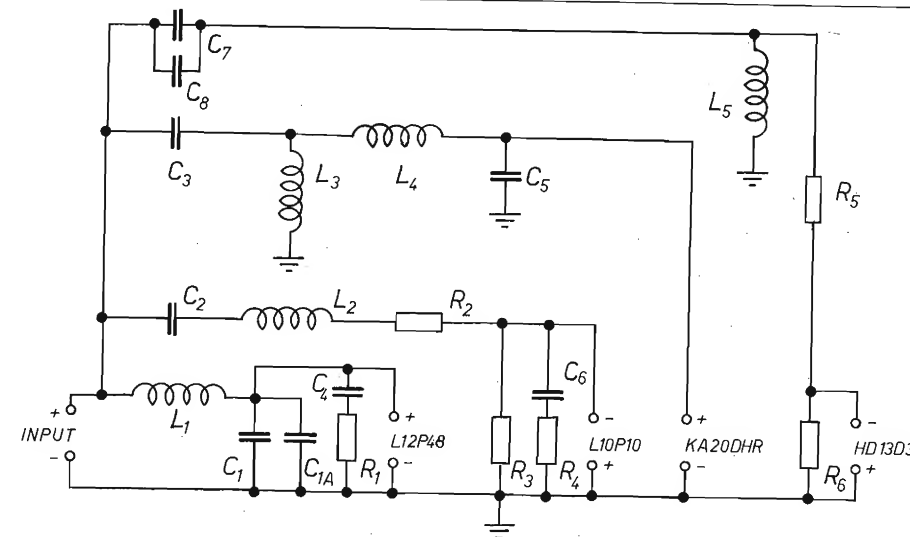 C7
C8
L5
C3
L3
L4
C5
R5
C2
L2
R2
C4
C6
+
L1
+
-
+
-
INPUT
L12P48
L10P10
KA20DHR
HD13D3
-
C1
C1A
R1
-
R3
R4
+
-
R6
+